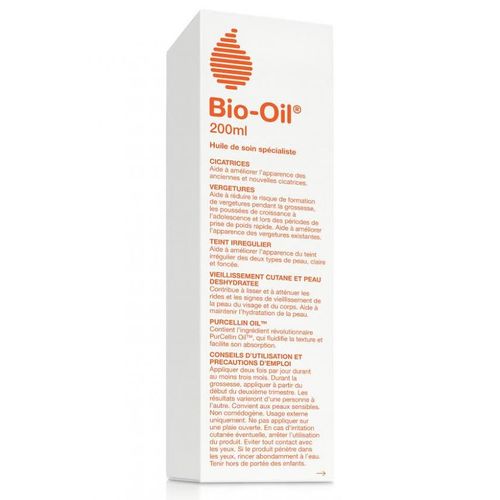 Bio-Oil®
200ml
Huile de soin spécialiste
CICATRICES
Aide à améliorer l'apparence des
anciennes et nouvelles cicatrices.
VERGETURES
Aide à réduire le risque de formation
de vergetures pendant la grossesse,
les poussées de croissance à
l'adolescence et lors des périodes de
prise de poids rapide. Aide à améliorer
l'apparence des vergetures existantes.
TEINT IRREGULIER
Aide à améliorer l'apparence du teint
irrégulier des deux types de peau, claire
et foncée.
VIEILLISSEMENT CUTANE ET PEAU
DESHYDRATEE
Contribue à lisser et à atténuer les
rides et les signes de vieillissement de
la peau du visage et du corps. Aide à
maintenir l'hydratation de la peau.
PURCELLIN OIL™
Contient l'ingrédient révolutionnaire
PurCellin Oil™, qui fluidifie la texture et
facilite son absorption.
CONSEILS D'UTILISATION ET
PRECAUTIONS D'EMPLOI
Appliquer deux fois par jour durant
au moins trois mois. Durant la
grossesse, appliquer à partir du
début du deuxième trimestre. Les
résultats varieront d'une personne à
l'autre. Convient aux peaux sensibles.
Non comédogène. Usage externe
uniquement. Ne pas appliquer sur
une plaie ouverte. En cas d'irritation
cutanée éventuelle, arrêter l'utilisation
du produit. Eviter tout contact avec
les yeux. Si le produit pénètre dans
les yeux, rincer abondamment à l'eau.
Tenir hors de portée des enfants.
→